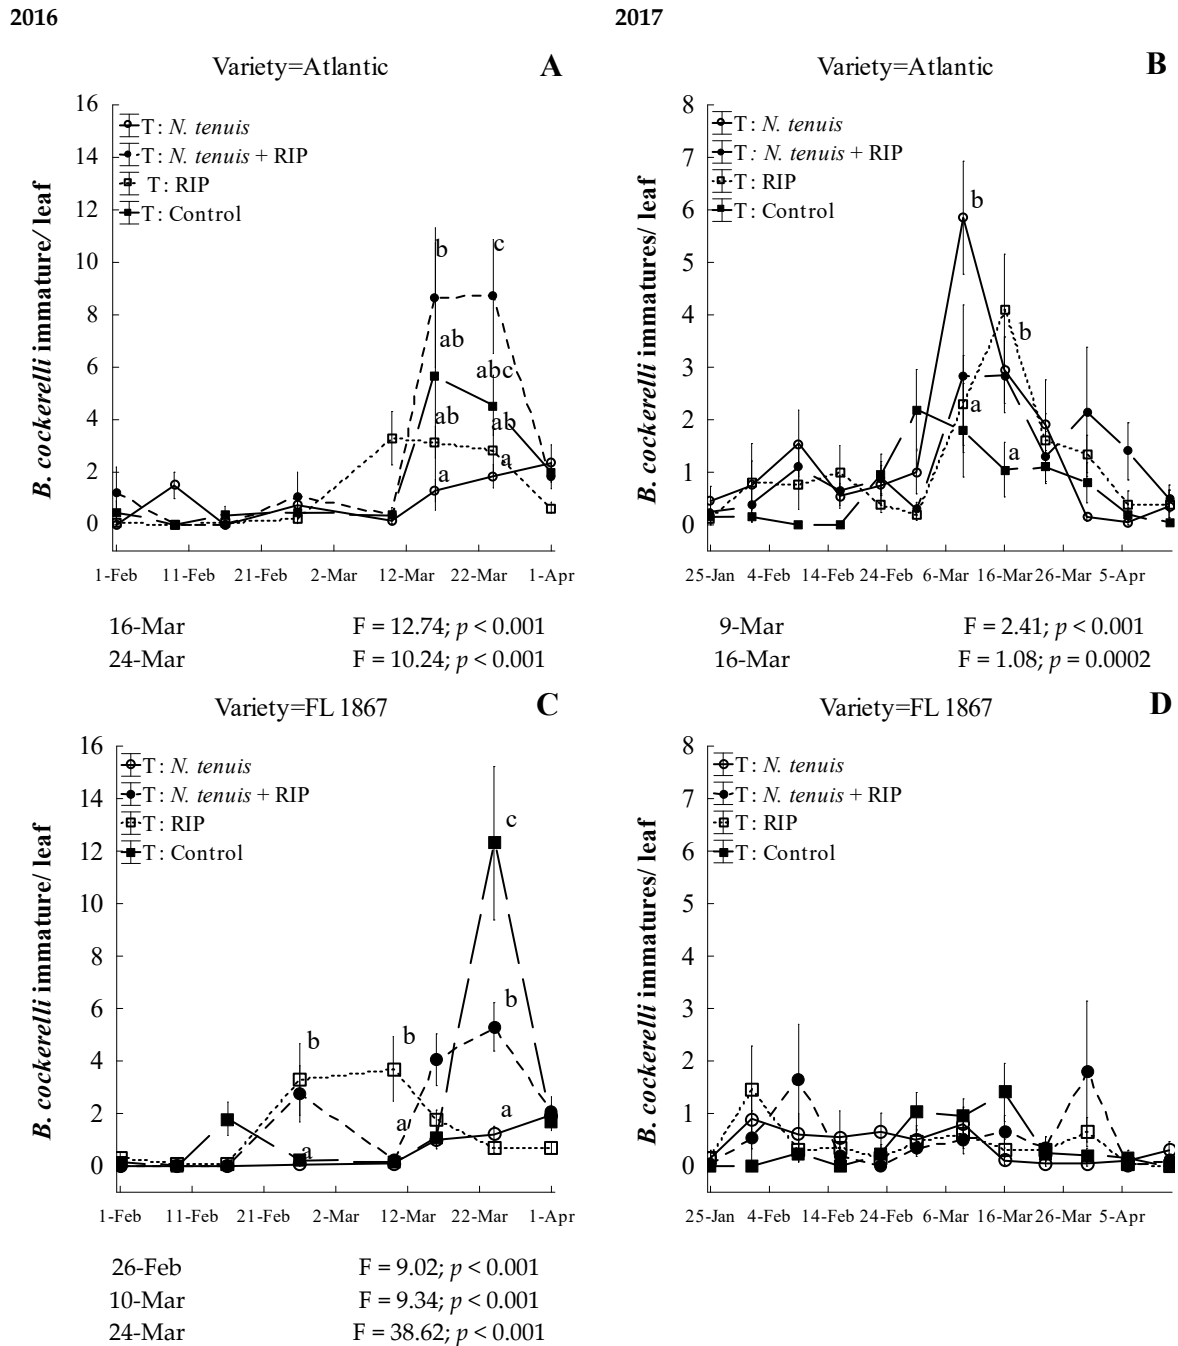 2016
2017
Variety=Atlantic
A
16
14
12
10
8
6
4
2
0
B. cockerelli immature/ leaf
T: N. tenuis
T: N. tenuis + RIP
T: RIP
T: Control
b
c
ab
abc
ab
ab
a
a
1-Feb 11-Feb 21-Feb 2-Mar 12-Mar 22-Mar 1-Apr
16-Mar F = 12.74; p < 0.001
24-Mar F = 10.24; p < 0.001
Variety=Atlantic
B
8
7
6
5
4
3
2
1
0
B. cockerelli immatures/ leaf
T: N. tenuis
T: N. tenuis + RIP
T: RIP
T: Control
b
b
a
a
25-Jan 4-Feb 14-Feb 24-Feb 6-Mar 16-Mar 26-Mar 5-Apr
9-Mar F = 2.41; p < 0.001
16-Mar F = 1.08; p = 0.0002
Variety=FL 1867
C
16
14
12
10
8
6
4
2
0
B. cockerelli immature/ leaf
T: N. tenuis
T: N. tenuis + RIP
T: RIP
T: Control
c
b
b
b
a
a
a
1-Feb 11-Feb 21-Feb 2-Mar 12-Mar 22-Mar 1-Apr
26-Feb F = 9.02; p < 0.001
10-Mar F = 9.34; p < 0.001
24-Mar F = 38.62; p < 0.001
Variety=FL 1867
D
8
7
6
5
4
3
2
1
0
B. cockerelli immatures/ leaf
T: N. tenuis
T: N. tenuis + RIP
T: RIP
T: Control
25-Jan 4-Feb 14-Feb 24-Feb 6-Mar 16-Mar 26-Mar 5-Apr